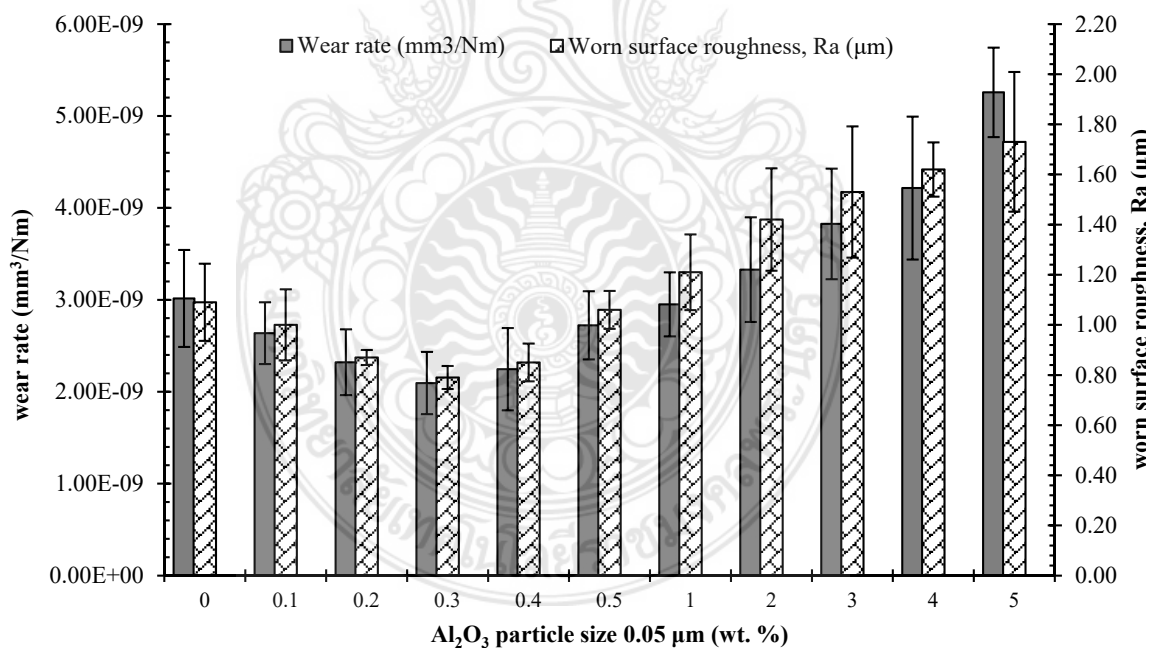 6.00E-09
5.00E-09
4.00E-09
3.00E-09
2.00E-09
1.00E-09
0.00E+00
wear rate (mm³/Nm)
Wear rate (mm3/Nm)
Worn surface roughness, Ra (μm)
2.20
2.00
1.80
1.60
1.40
1.20
1.00
0.80
0.60
0.40
0.20
0.00
worn surface roughness, Ra (μm)
0 0.1 0.2 0.3 0.4 0.5 1 2 3 4 5
Al₂O₃ particle size 0.05 μm (wt. %)